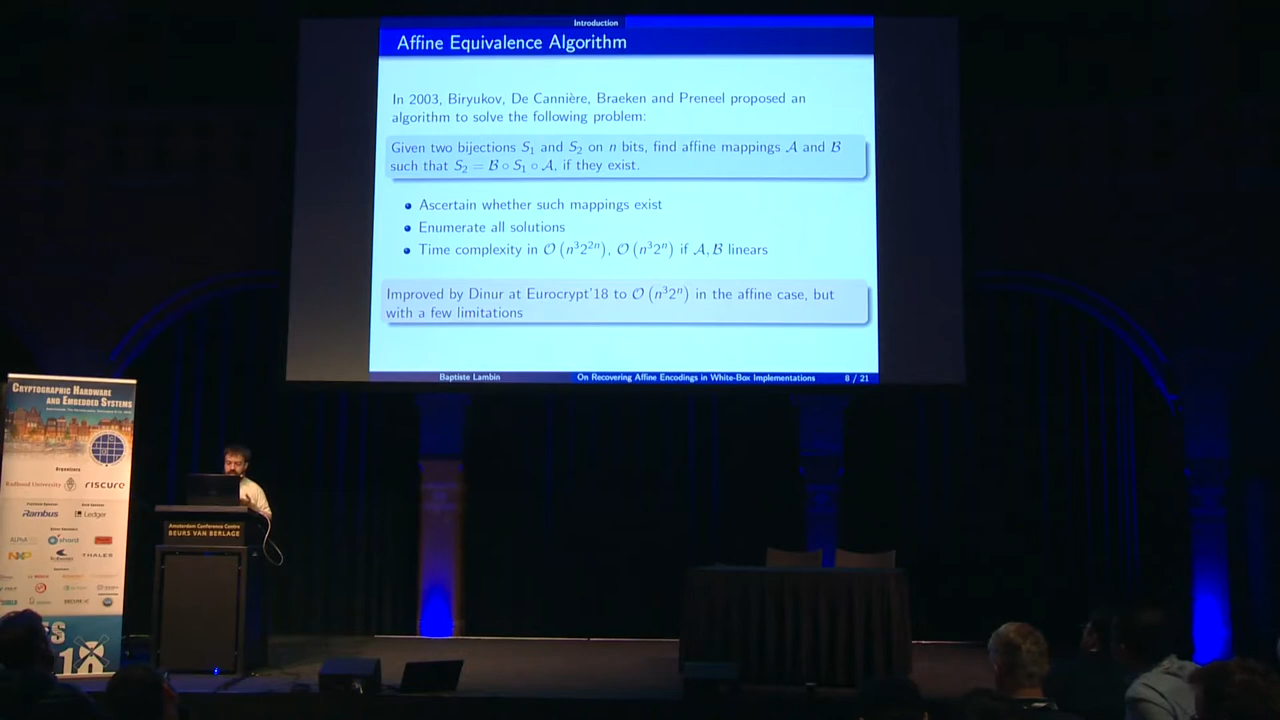 Introduction
Affine Equivalence Algorithm
In 2003, Biryukov, De Cannière, Braeken and Preneel proposed an
algorithm to solve the following problem:
Given two bijections S₁ and S₂ on n bits, find affine mappings 𝒜 and ℬ
such that S₂ = ℬ ∘ S₁ ∘ 𝒜, if they exist.
Ascertain whether such mappings exist
Enumerate all solutions
Time complexity in 𝒪(n³2²ⁿ), 𝒪(n³2ⁿ) if 𝒜, ℬ linears
Improved by Dinur at Eurocrypt'18 to 𝒪(n³2ⁿ) in the affine case, but
with a few limitations
Baptiste Lambin On Recovering Affine Encodings in White-Box Implementations 8 / 21
Cryptographic Hardware
and Embedded Systems
Organizers
Radboud University riscure
Rambus Ledger
ALPHA shard
NXP THALES
Amsterdam Conference Centre
BEURS VAN BERLAGE